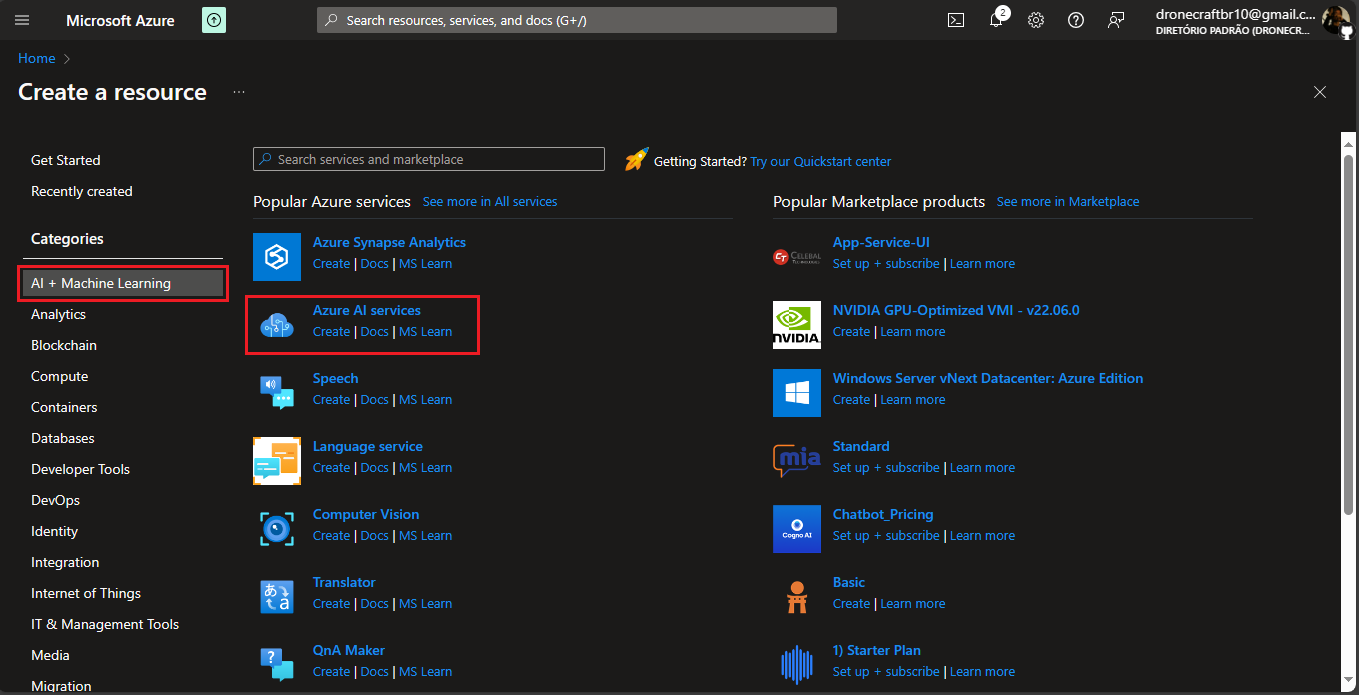 Microsoft Azure
Search resources, services, and docs (G+/)
2
dronecraftbr10@gmail.c...
DIRETÓRIO PADRÃO (DRONECR...
Home
Create a resource
...
Get Started
Recently created
Categories
AI + Machine Learning
Analytics
Blockchain
Compute
Containers
Databases
Developer Tools
DevOps
Identity
Integration
Internet of Things
IT & Management Tools
Media
Migration
Search services and marketplace
Getting Started? Try our Quickstart center
Popular Azure services See more in All services
Azure Synapse Analytics
Create | Docs | MS Learn
Azure AI services
Create | Docs | MS Learn
Speech
Create | Docs | MS Learn
Language service
Create | Docs | MS Learn
Computer Vision
Create | Docs | MS Learn
Translator
Create | Docs | MS Learn
QnA Maker
Create | Docs | MS Learn
Popular Marketplace products See more in Marketplace
CELEBAL
TECHNOLOGIES
App-Service-UI
Set up + subscribe | Learn more
NVIDIA
NVIDIA GPU-Optimized VMI - v22.06.0
Create | Learn more
Windows Server vNext Datacenter: Azure Edition
Create | Learn more
mia
Standard
Set up + subscribe | Learn more
Cogno AI
Chatbot_Pricing
Set up + subscribe | Learn more
Basic
Create | Learn more
1) Starter Plan
Set up + subscribe | Learn more